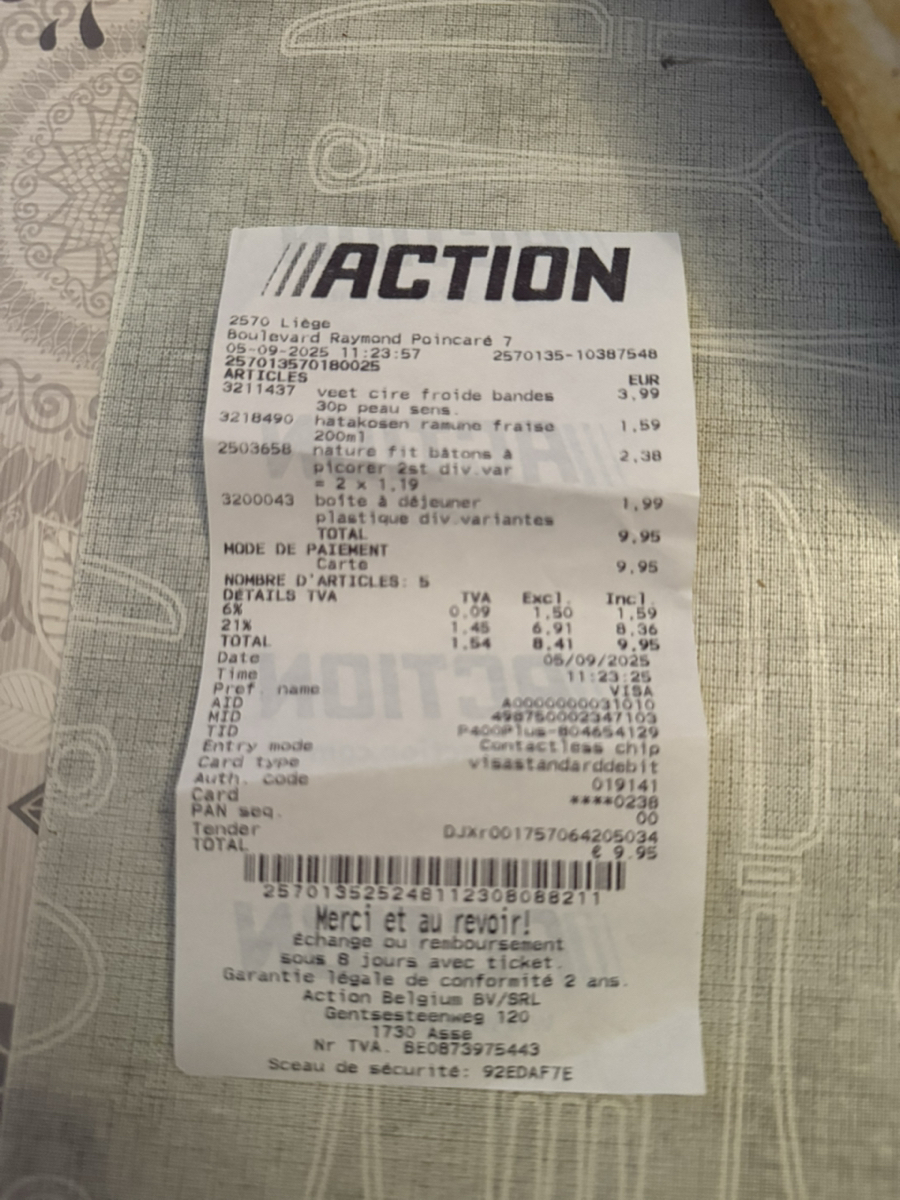 ACTION
2570 Liège
Boulevard Raymond Poincaré 7
05-09-2025 11:23:57 2570135-10387548
257013570180025
ARTICLES EUR
3211437 veet cire froide bandes 3,99
30p peau sens.
3218490 hatakosen ramune fraise 1,59
200ml
2503658 nature fit bâtons à 2,38
picorer 2st div.var
= 2 x 1,19
3200043 boîte à déjeuner 1,99
plastique div.variantes
TOTAL 9,95
MODE DE PAIEMENT
Carte 9,95
NOMBRE D'ARTICLES: 5
DÉTAILS TVA TVA Excl. Incl.
6% 0,09 1,50 1,59
21% 1,45 6,91 8,36
TOTAL 1,54 8,41 9,95
Date 05/09/2025
Time 11:23:25
Pref. name VISA
AID A0000000031010
MID 498750002347103
TID P400Plus-804654129
Entry mode Contactless chip
Card type visastandarddebit
Auth. code 019141
Card ****0238
PAN seq. 00
Tender DJXr001757064205034
TOTAL € 9.95
257013525248112308088211
Merci et au revoir!
Échange ou remboursement
sous 8 jours avec ticket.
Garantie légale de conformité 2 ans.
Action Belgium BV/SRL
Gentsesteenweg 120
1730 Asse
Nr TVA. BE0873975443
Sceau de sécurité: 92EDAF7E